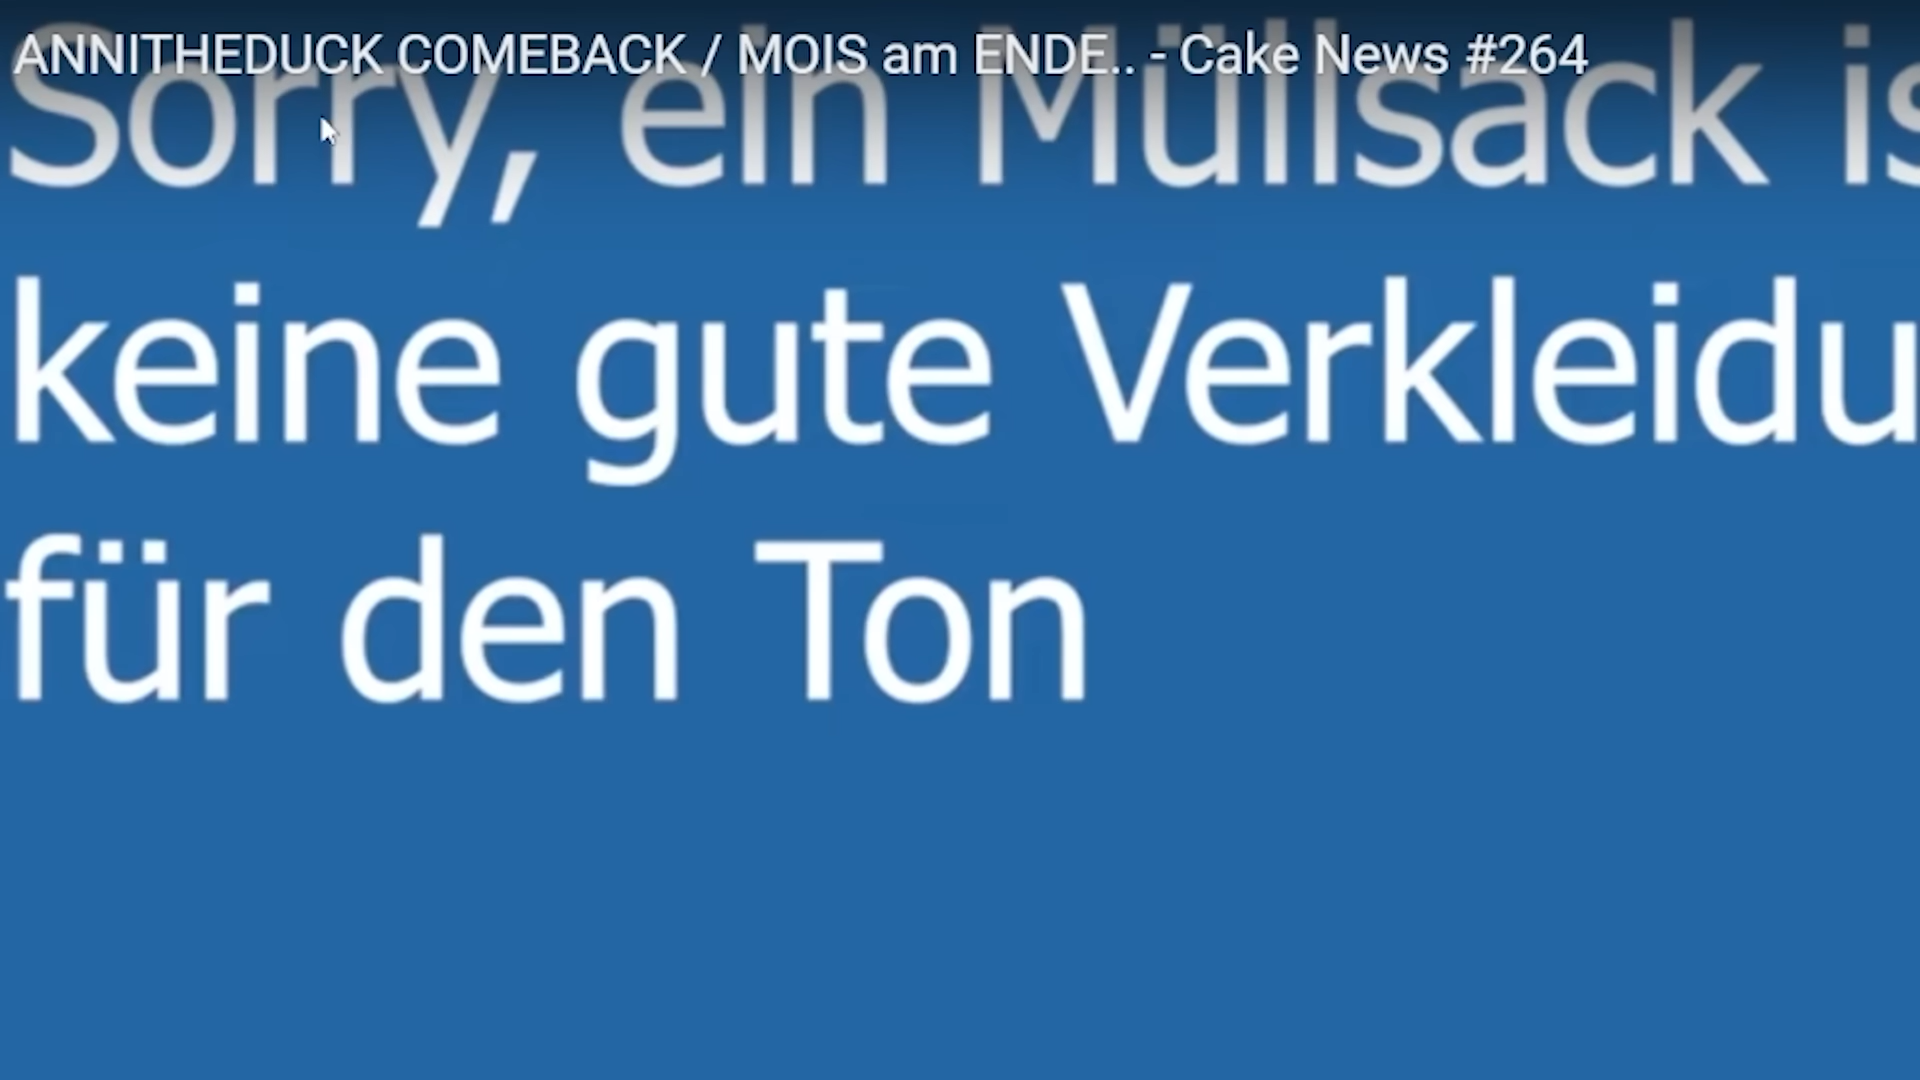 ANNITHEDUCK COMEBACK / MOIS am ENDE.. - Cake News #264
Sorry, ein Müllsack is
keine gute Verkleidu
für den Ton